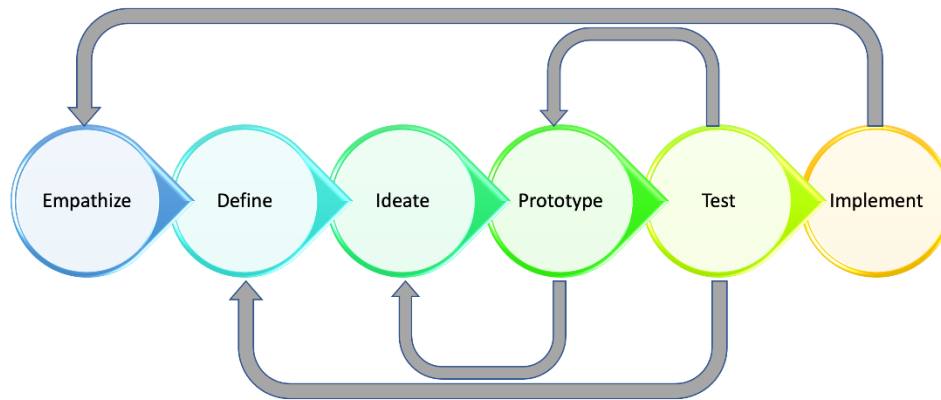 Empathize
Define
Ideate
Prototype
Test
Implement